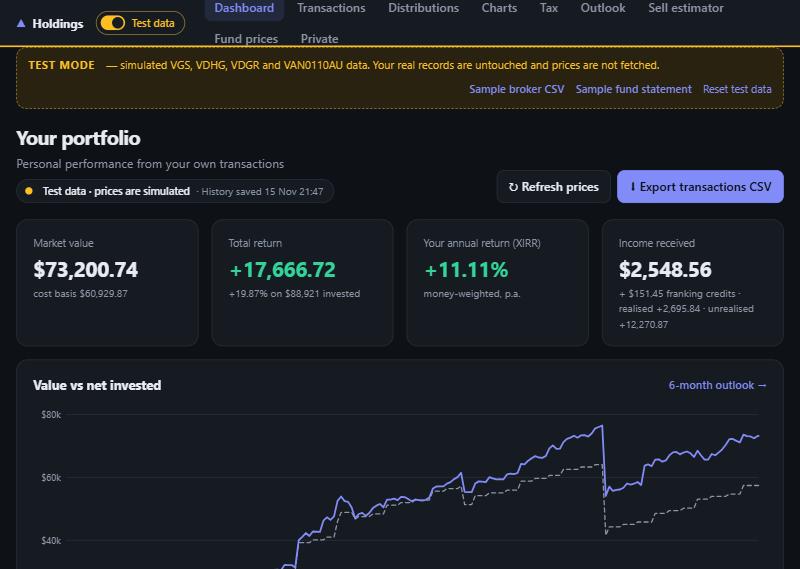 ▲ Holdings
Test data
Dashboard Transactions Distributions Charts Tax Outlook Sell estimator
Fund prices Private
TEST MODE — simulated VGS, VDHG, VDGR and VAN0110AU data. Your real records are untouched and prices are not fetched.
Sample broker CSV Sample fund statement Reset test data
Your portfolio
Personal performance from your own transactions
Test data · prices are simulated · History saved 15 Nov 21:47
↻ Refresh prices
⬇ Export transactions CSV
Market value
$73,200.74
cost basis $60,929.87
Total return
+17,666.72
+19.87% on $88,921 invested
Your annual return (XIRR)
+11.11%
money-weighted, p.a.
Income received
$2,548.56
+ $151.45 franking credits ·
realised +2,695.84 · unrealised
+12,270.87
Value vs net invested
6-month outlook →
$80k
$60k
$40k